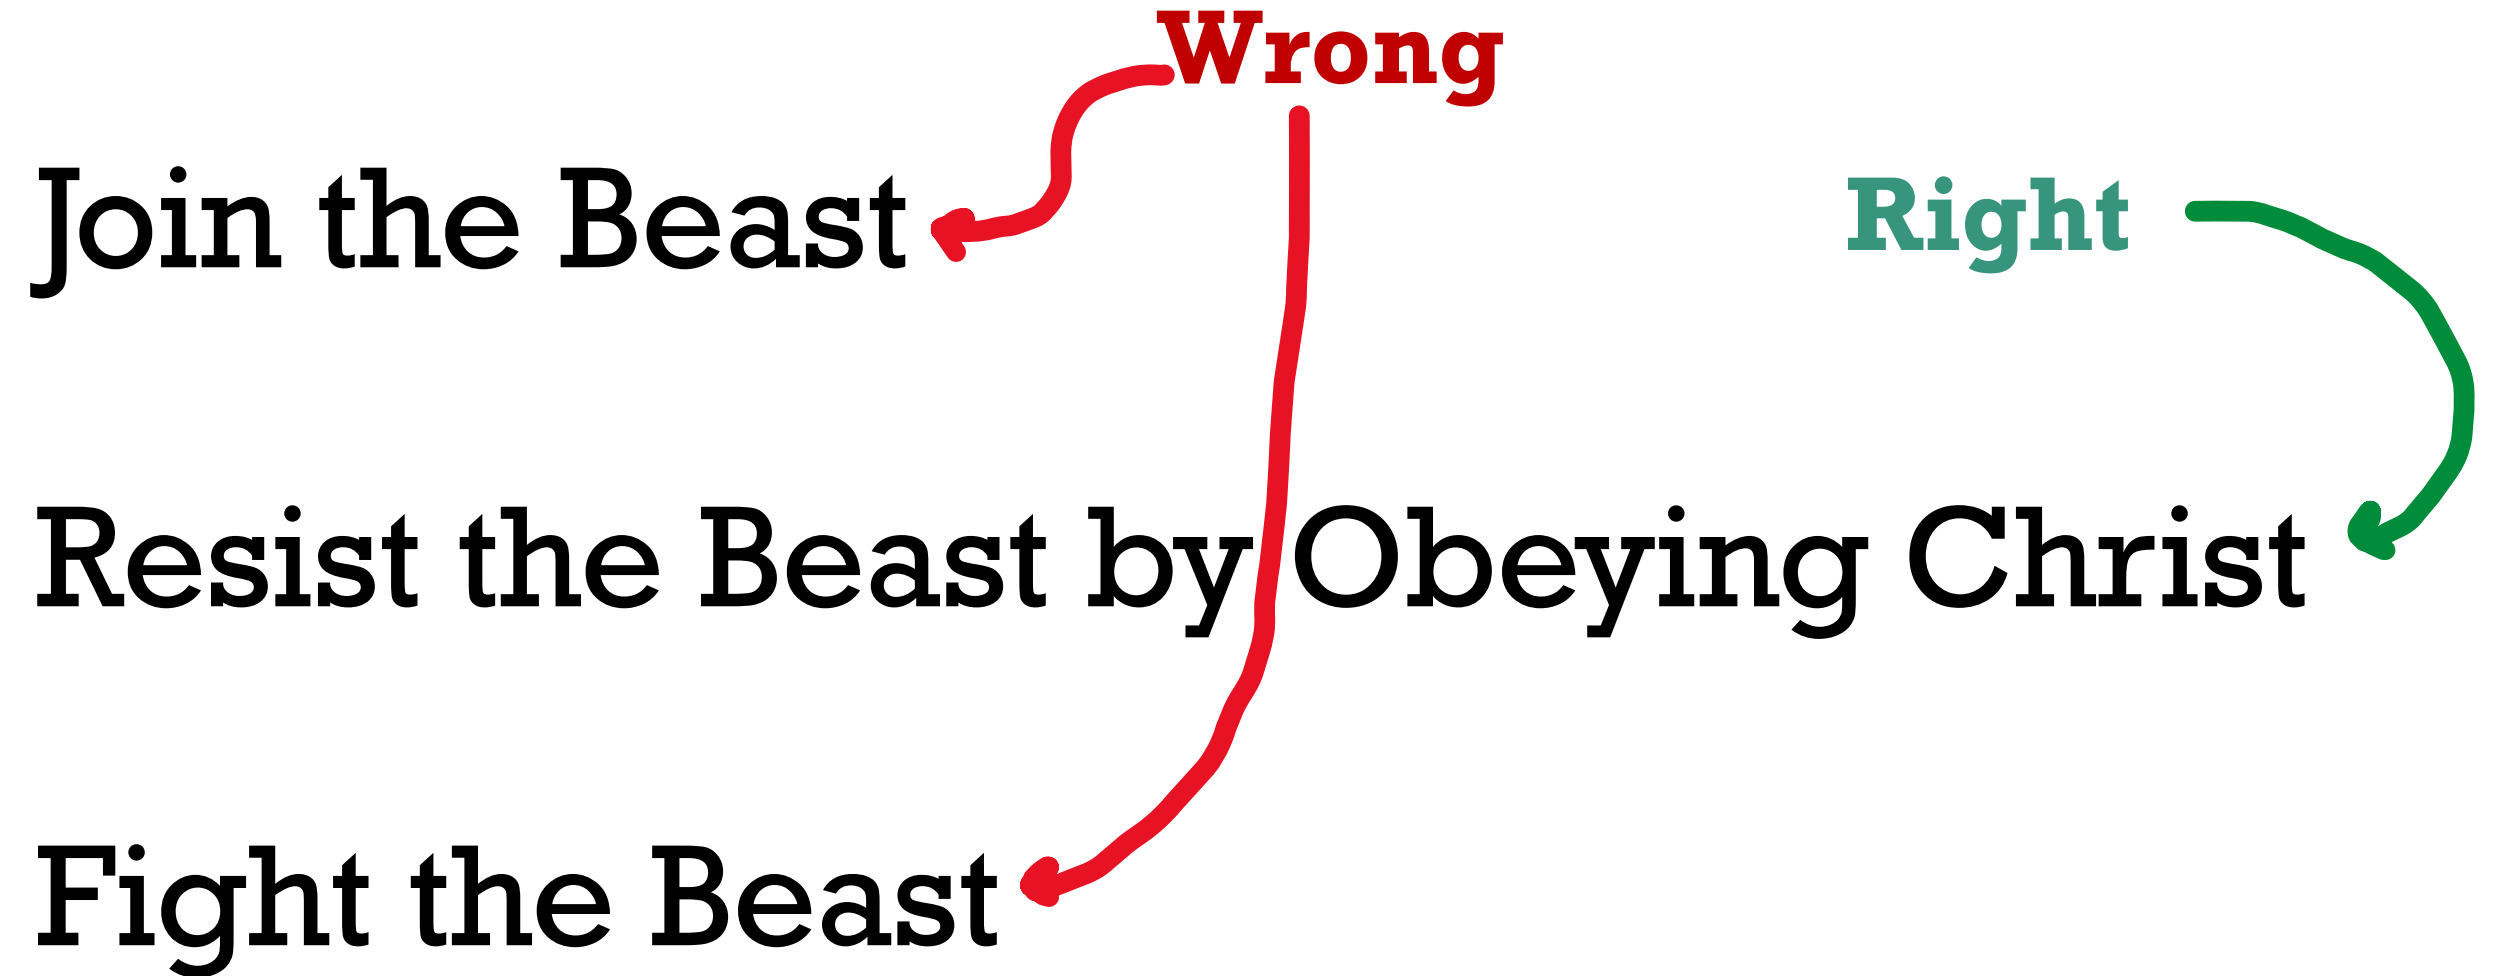 Wrong
Join the Beast
Right
Resist the Beast by Obeying Christ
Fight the Beast